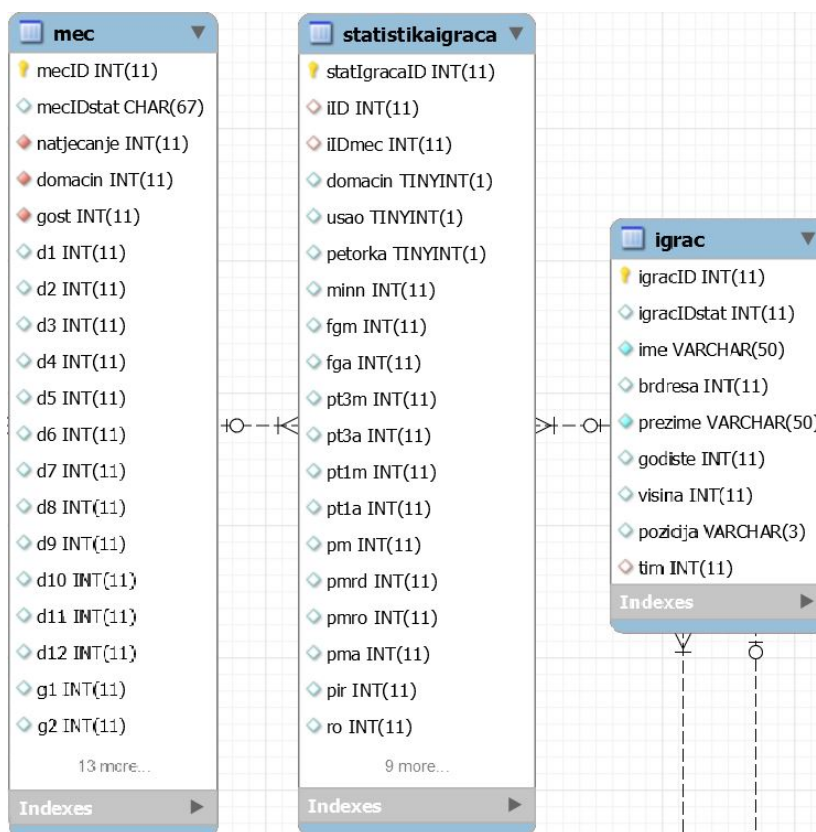 mec
mecID INT(11)
mecIDstat CHAR(67)
natjecanje INT(11)
domacin INT(11)
gost INT(11)
d1 INT(11)
d2 INT(11)
d3 INT(11)
d4 INT(11)
d5 INT(11)
d6 INT(11)
d7 INT(11)
d8 INT(11)
d9 INT(11)
d10 INT(11)
d11 INT(11)
d12 INT(11)
g1 INT(11)
g2 INT(11)
13 more...
Indexes
statistikaigraca
statIgracaID INT(11)
iID INT(11)
iIDmec INT(11)
domacin TINYINT(1)
usao TINYINT(1)
petorka TINYINT(1)
minn INT(11)
fgm INT(11)
fga INT(11)
pt3m INT(11)
pt3a INT(11)
pt1m INT(11)
pt1a INT(11)
pm INT(11)
pmrd INT(11)
pmro INT(11)
pma INT(11)
pir INT(11)
ro INT(11)
9 more...
Indexes
igrac
igracID INT(11)
igracIDstat INT(11)
ime VARCHAR(50)
brdresa INT(11)
prezime VARCHAR(50)
godiste INT(11)
visina INT(11)
pozicija VARCHAR(3)
tim INT(11)
Indexes